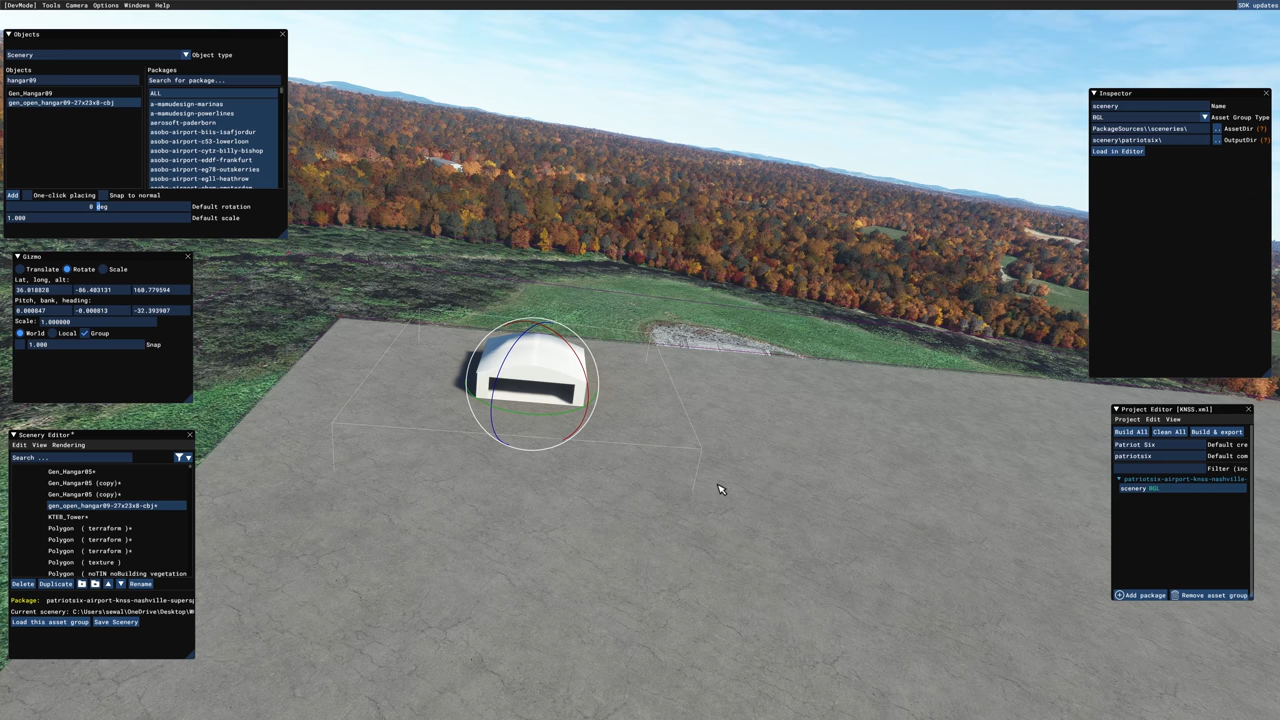 [DevMode] Tools Camera Options Windows Help
SDK updates
Objects
Scenery
Object type
Objects
Packages
hangar09
Search for package...
Gen_Hangar09
gen_open_hangar09-27x23x8-cbj
ALL
a-mamudesign-marinas
a-mamudesign-powerlines
aerosoft-paderborn
asobo-airport-biis-isafjordur
asobo-airport-c53-lowerloon
asobo-airport-cytz-billy-bishop
asobo-airport-eddf-frankfurt
asobo-airport-eg78-outskerries
asobo-airport-egll-heathrow
Add
One-click placing
Snap to normal
0 deg
Default rotation
1.000
Default scale
Gizmo
Translate Rotate Scale
Lat, long, alt:
36.018828 -86.403131 160.779594
Pitch, bank, heading:
0.000847 -0.000813 -32.393907
Scale: 1.000000
World Local Group
1.000
Snap
Scenery Editor*
Edit View Rendering
Search ...
Gen_Hangar05*
Gen_Hangar05 (copy)*
Gen_Hangar05 (copy)*
gen_open_hangar09-27x23x8-cbj*
KTEB_Tower*
Polygon ( terraform )*
Polygon ( terraform )*
Polygon ( terraform )*
Polygon ( texture )
Polygon ( noTIN noBuilding vegetation
Delete Duplicate Rename
Package: patriotsix-airport-knss-nashville-supersp
Current scenery: C:\Users\sewal\OneDrive\Desktop\W
Load this asset group Save Scenery
Inspector
scenery Name
BGL Asset Group Type
PackageSources\\sceneries\ .. AssetDir (?)
scenery\patriotsix\ .. OutputDir (?)
Load in Editor
Project Editor [KNSS.xml]
Project Edit View
Build All Clean All Build & export
Patriot Six Default cre
patriotsix Default com
Filter (inc
patriotsix-airport-knss-nashville-
scenery BGL
Add package Remove asset group